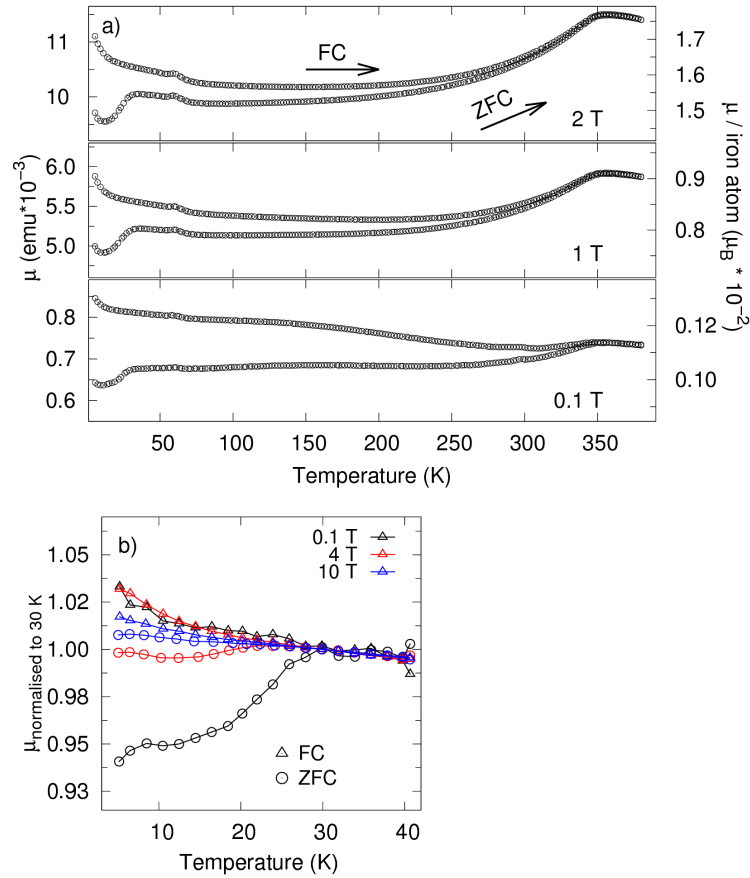 a)
FC
ZFC
2 T
11
10
1.7
1.6
1.5
1 T
6.0
5.5
5.0
0.9
0.8
0.1 T
0.8
0.7
0.6
0.12
0.10
μ (emu*10⁻³)
μ / iron atom (μB * 10⁻²)
50 100 150 200 250 300 350
Temperature (K)
b)
0.1 T
4 T
10 T
1.05
1.02
1.00
0.98
0.95
0.93
μnormalised to 30 K
FC
ZFC
10 20 30 40
Temperature (K)